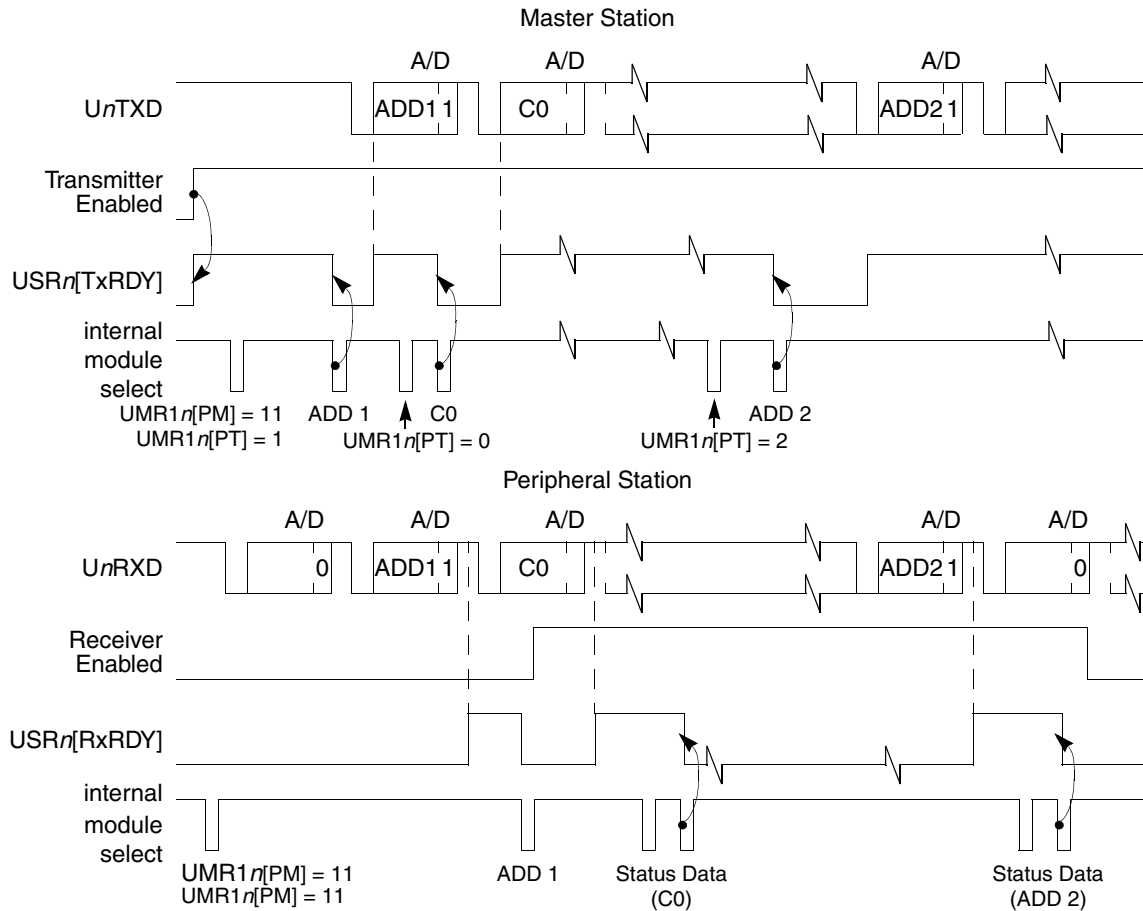 Master Station
A/D A/D A/D
UnTXD ADD1 1 C0 ADD2 1
Transmitter
Enabled
USRn[TxRDY]
internal
module
select
UMR1n[PM] = 11 ADD 1 C0 ADD 2
UMR1n[PT] = 1 UMR1n[PT] = 0 UMR1n[PT] = 2
Peripheral Station
A/D A/D A/D A/D A/D
UnRXD 0 ADD1 1 C0 ADD2 1 0
Receiver
Enabled
USRn[RxRDY]
internal
module
select
UMR1n[PM] = 11 ADD 1 Status Data Status Data
UMR1n[PM] = 11 (C0) (ADD 2)